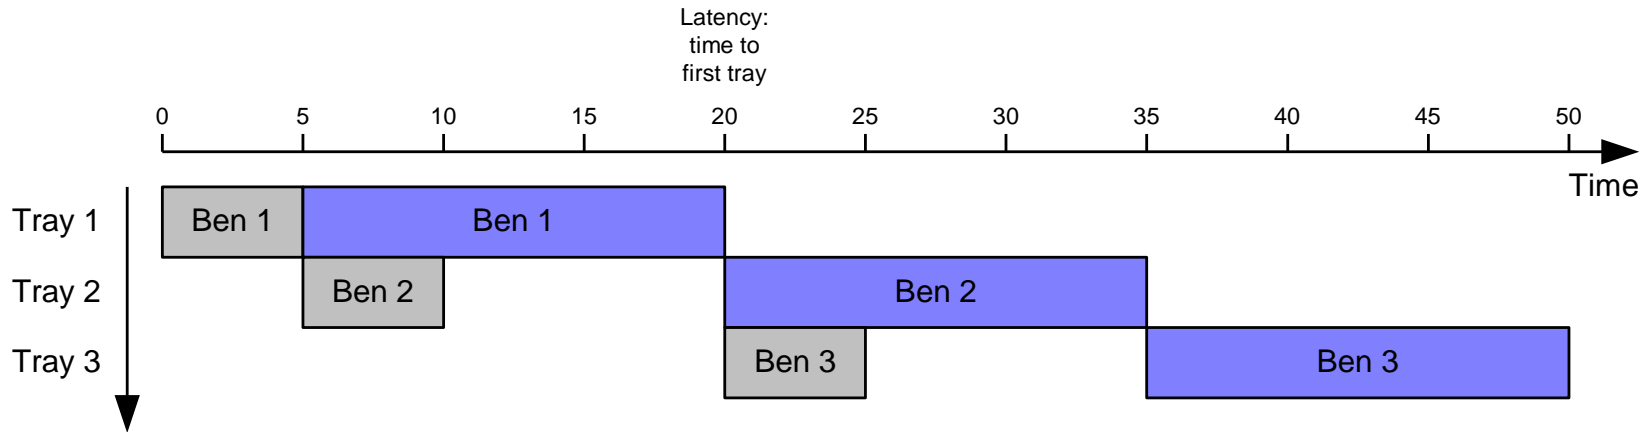 Latency:
time to
first tray
0 5 10 15 20 25 30 35 40 45 50
Time
Tray 1 Ben 1 Ben 1
Tray 2 Ben 2 Ben 2
Tray 3 Ben 3 Ben 3